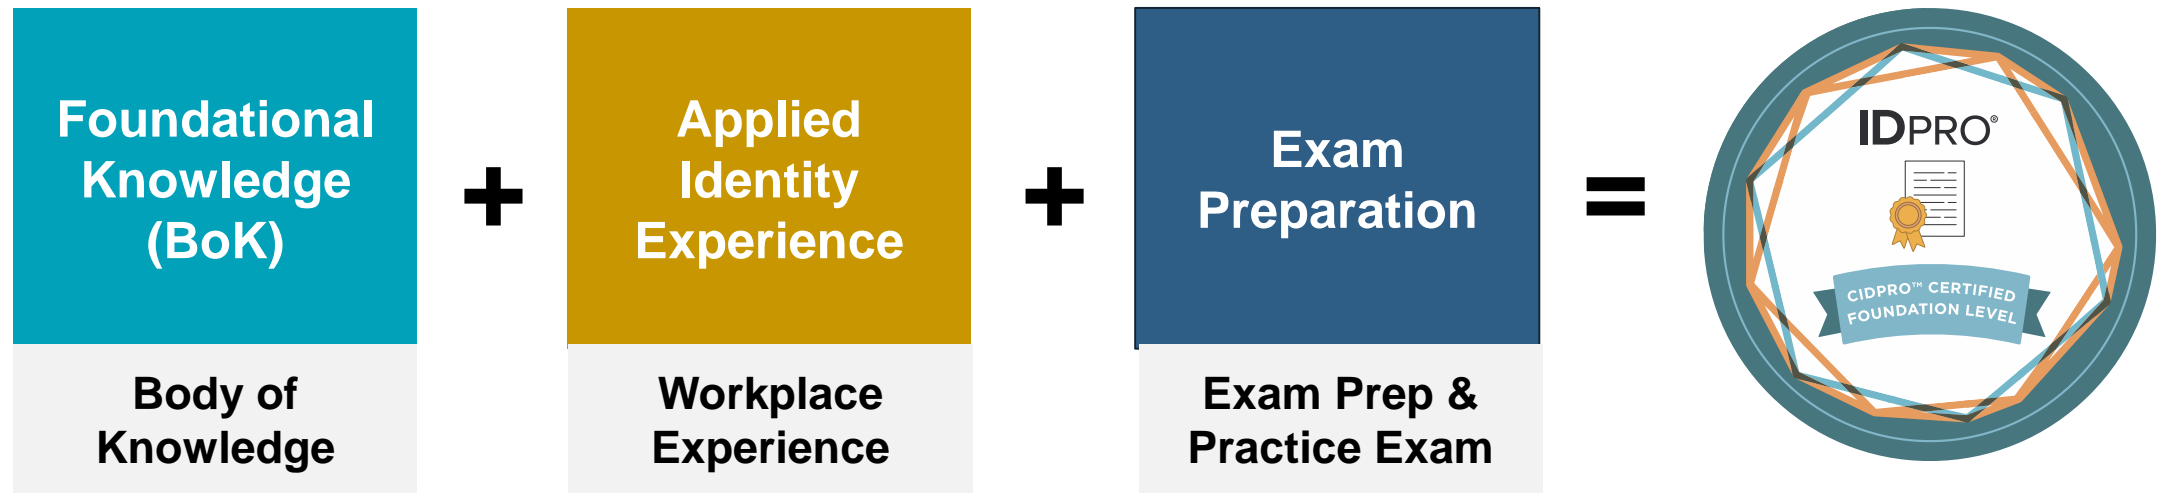 Foundational
Knowledge
(BoK)
Body of
Knowledge
+
Applied
Identity
Experience
Workplace
Experience
+
Exam
Preparation
Exam Prep &
Practice Exam
=
IDPRO®
CIDPRO™ CERTIFIED
FOUNDATION LEVEL